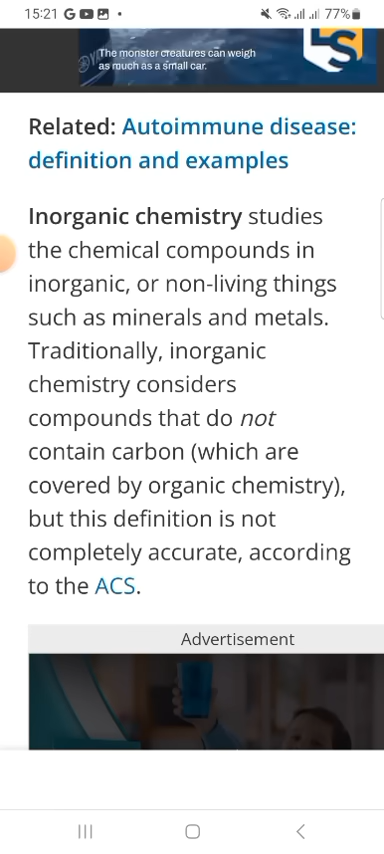 15:21
77%
The monster creatures can weigh
as much as a small car.
LS
Related: Autoimmune disease:
definition and examples
Inorganic chemistry studies
the chemical compounds in
inorganic, or non-living things
such as minerals and metals.
Traditionally, inorganic
chemistry considers
compounds that do not
contain carbon (which are
covered by organic chemistry),
but this definition is not
completely accurate, according
to the ACS.
Advertisement